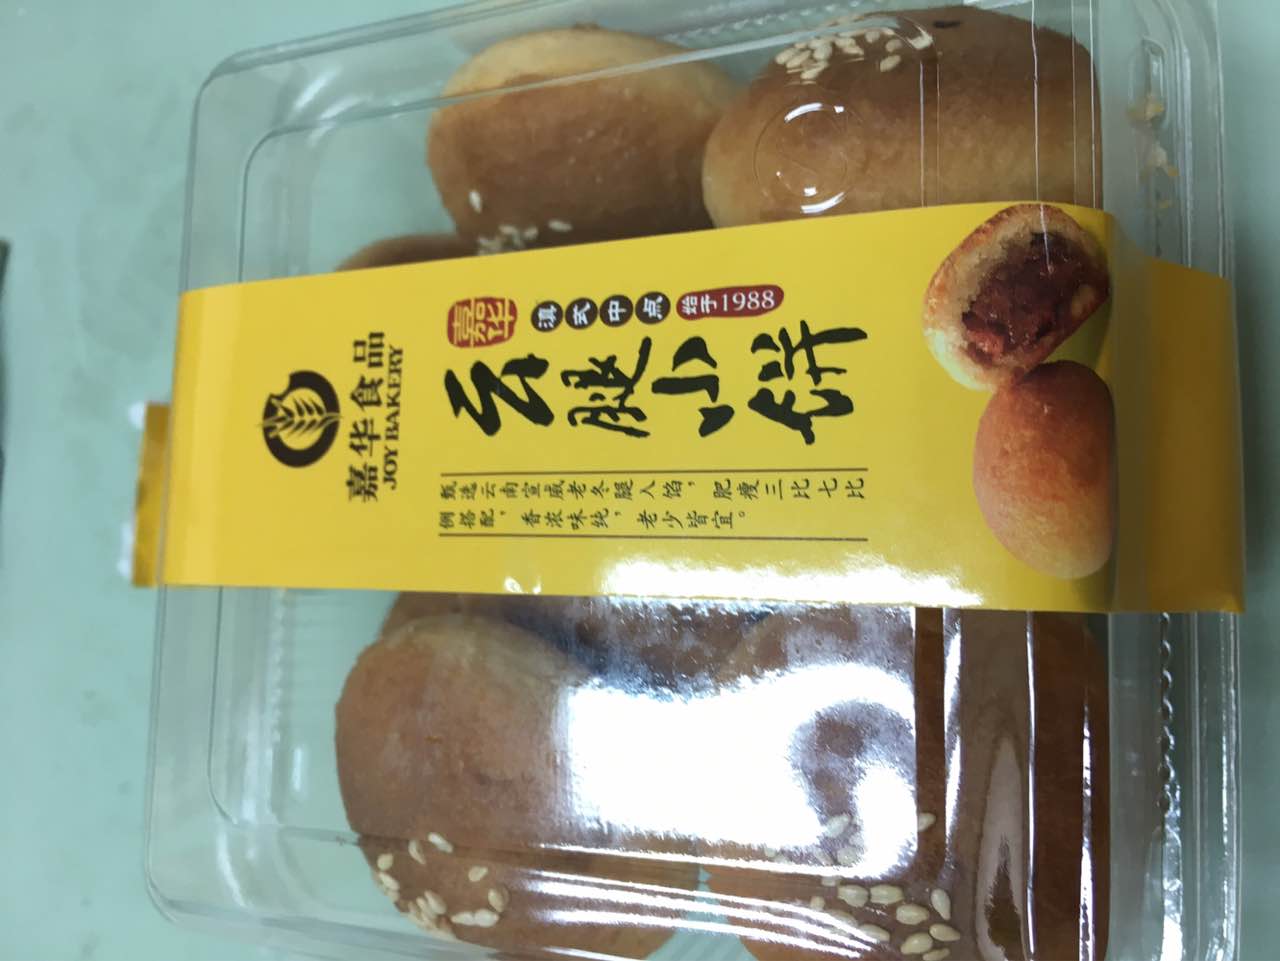 嘉华食品
JOY BAKERY
嘉华
滇式中点
始于1988
云腿小饼
甄选云南宣威老冬腿入馅，肥瘦三比七比
例搭配，香浓味纯，老少皆宜。